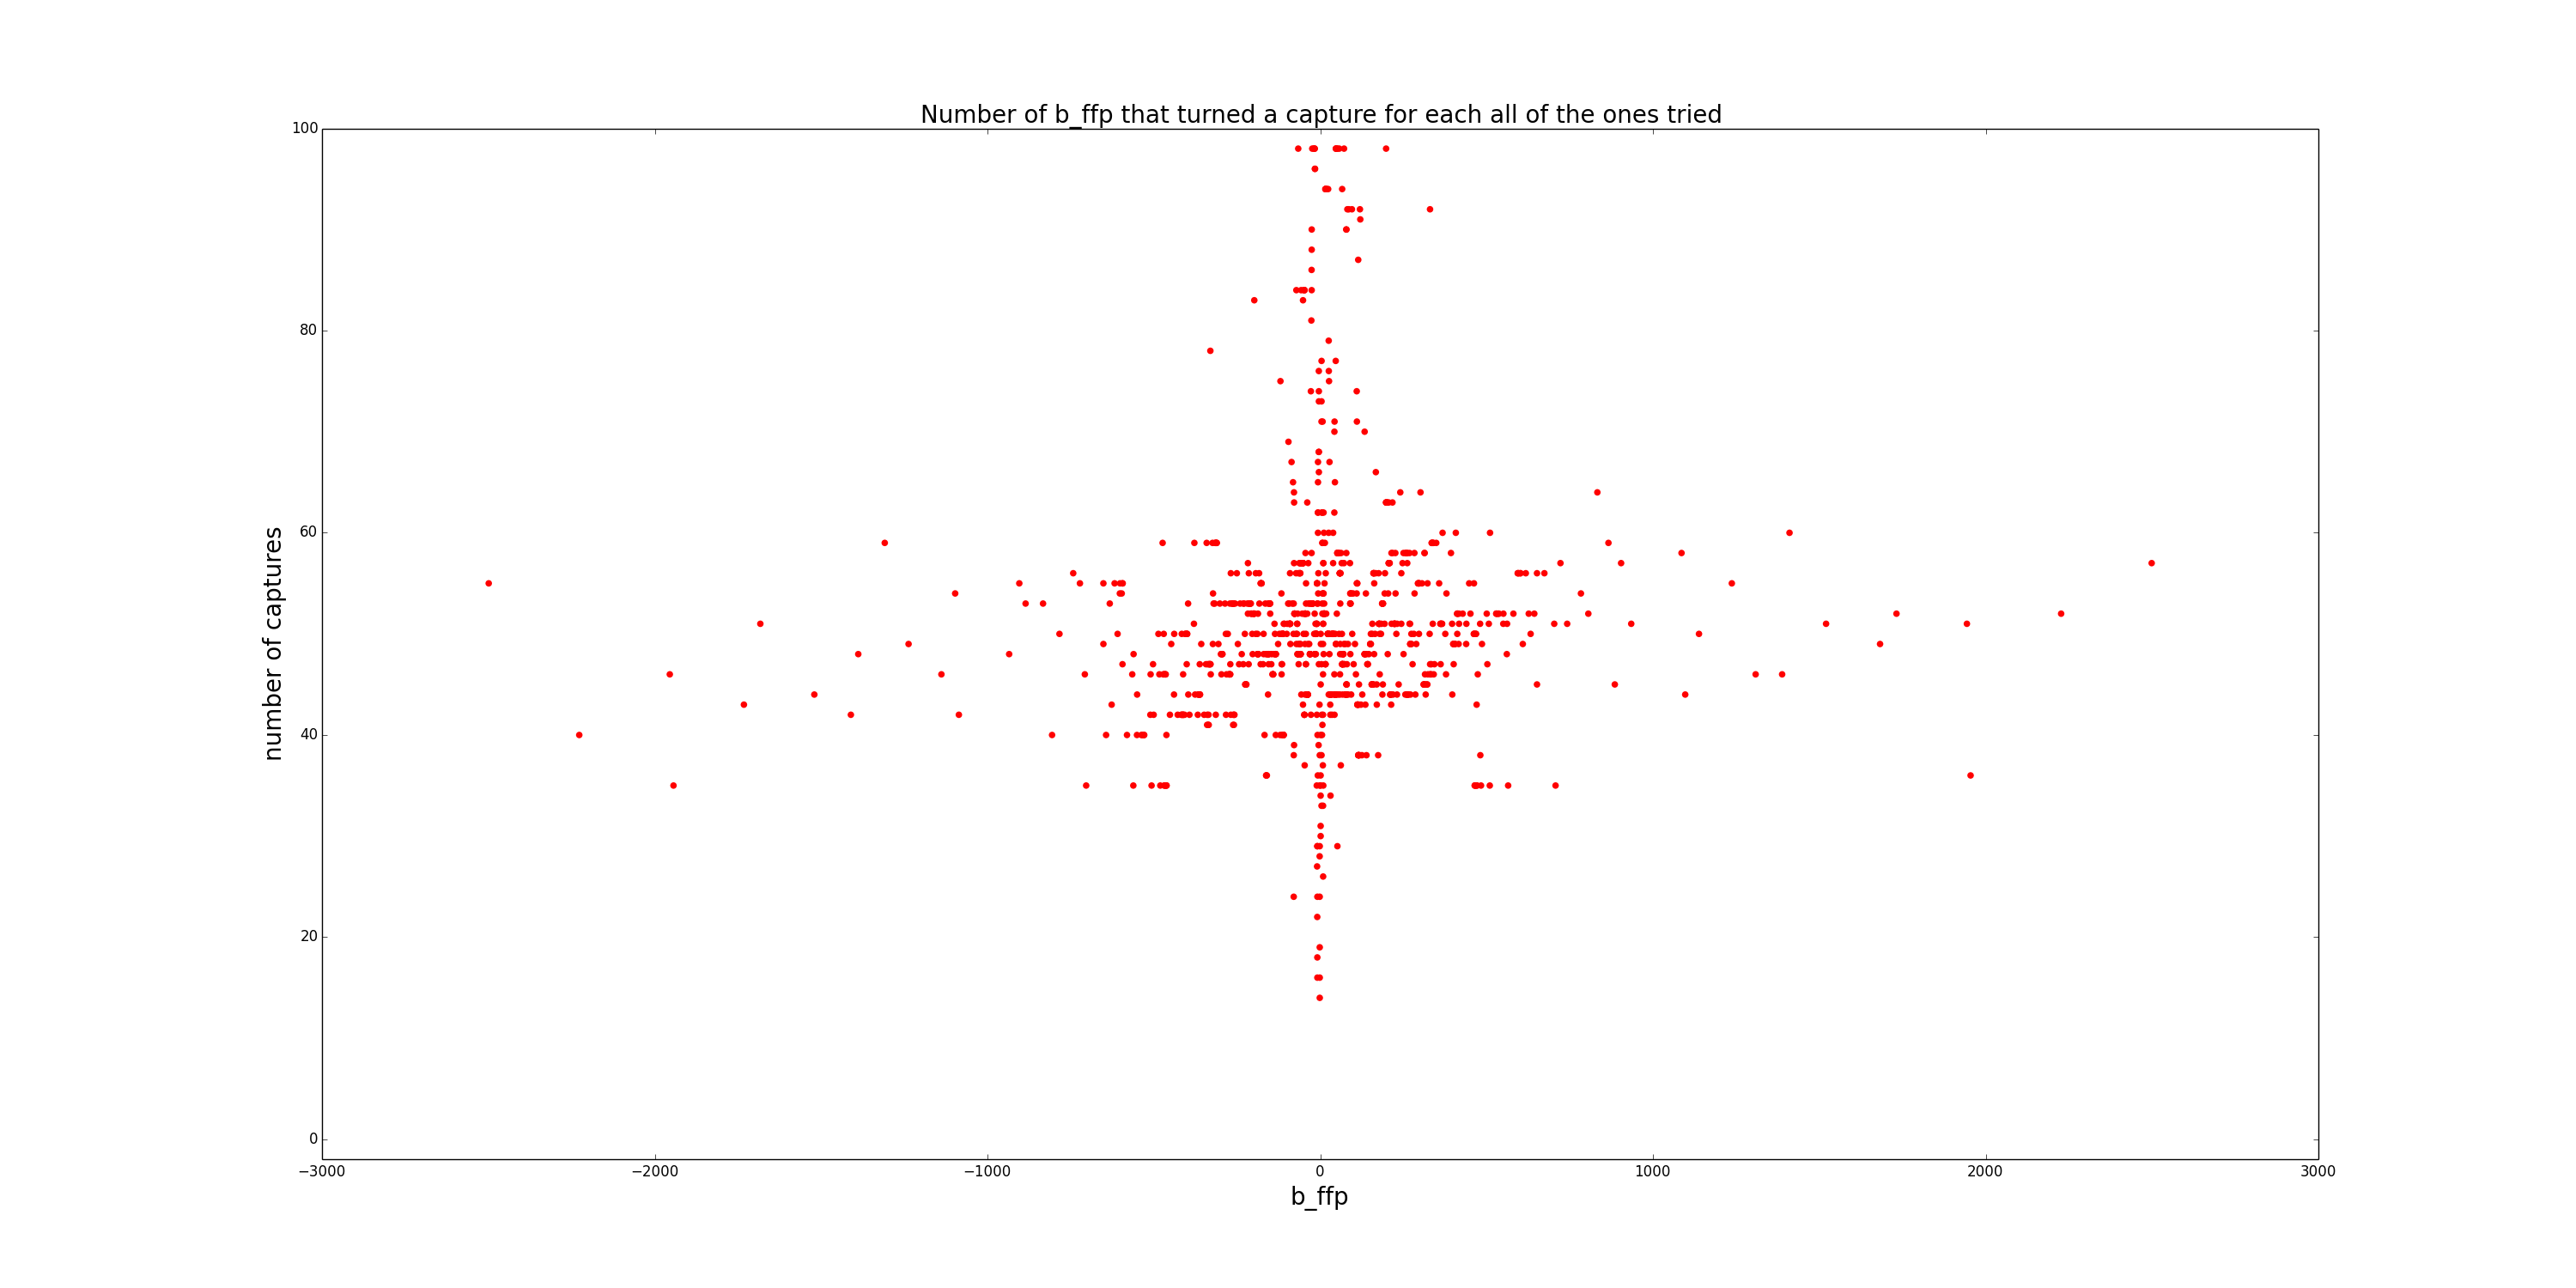 Number of b_ffp that turned a capture for each all of the ones tried
100
80
60
40
20
0
number of captures
−3000 −2000 −1000 0 1000 2000 3000
b_ffp